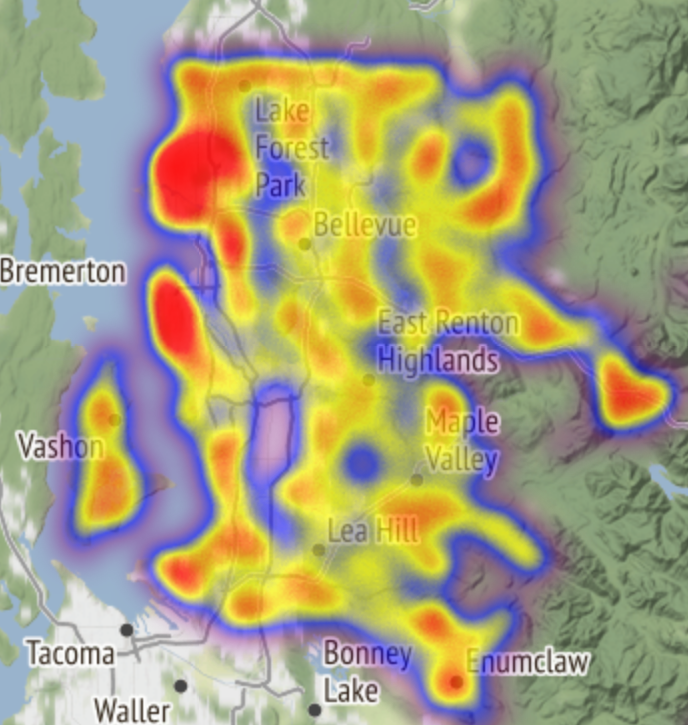 Lake
Forest
Park
Bellevue
Bremerton
East Renton
Highlands
Maple
Valley
Vashon
Lea Hill
Tacoma
Bonney
Lake
Enumclaw
Waller